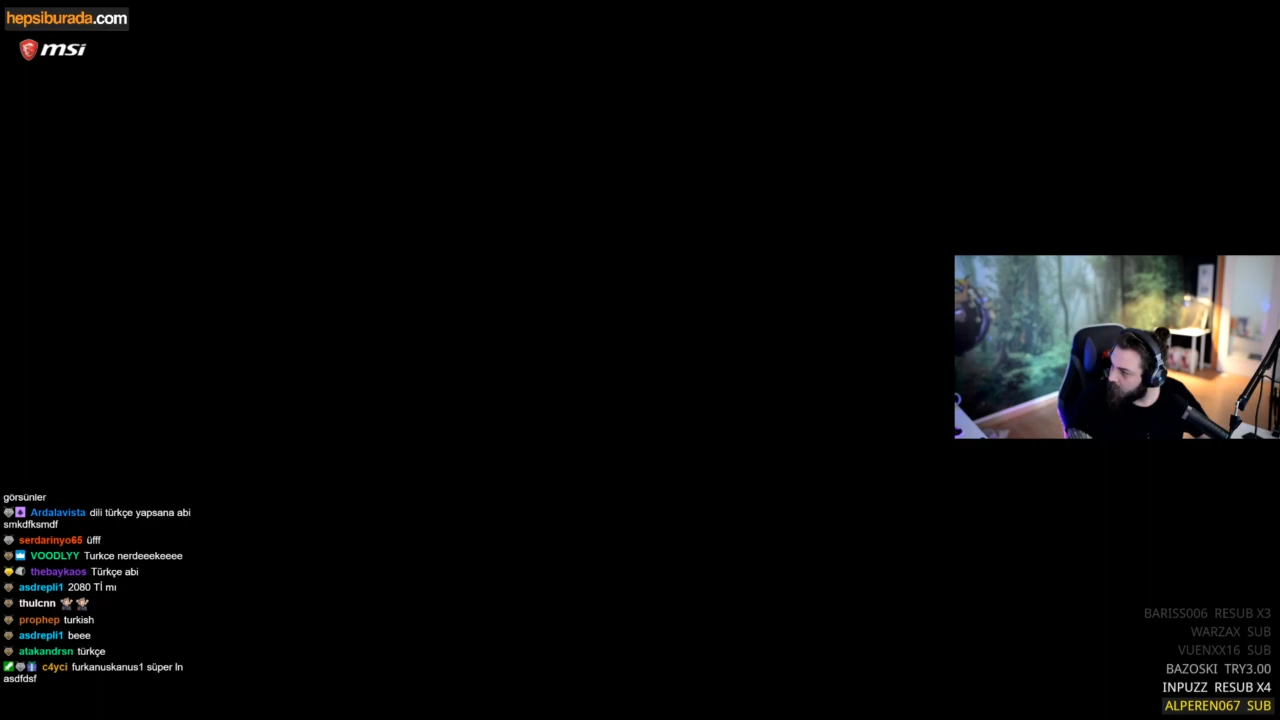 hepsiburada.com
msi
görsünler
Ardalavista dili türkçe yapsana abi
smkdfksmdf
serdarinyo65 üfff
VOODLYY Turkce nerdeeekeeee
thebaykaos Türkçe abi
asdrepli1 2080 Tİ mı
thulcnn
prophep turkish
asdrepli1 beee
atakandrsn türkçe
c4yci furkanuskanus1 süper ln
asdfdsf
BARISS006 RESUB X3
WARZAX SUB
VUENXX16 SUB
BAZOSKI TRY3.00
INPUZZ RESUB X4
ALPEREN067 SUB